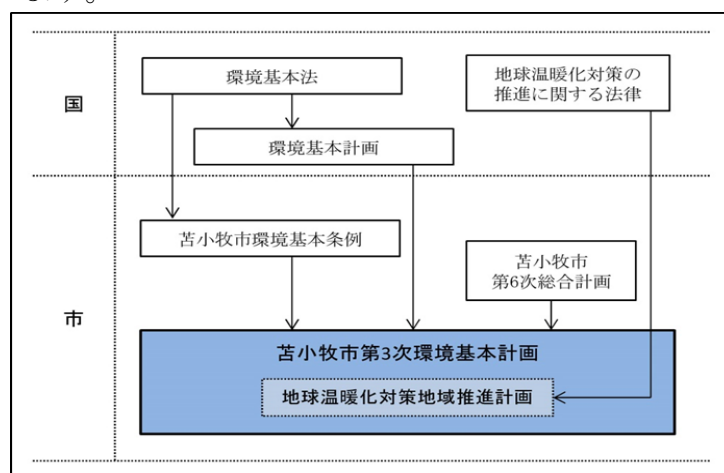 環境基本法
地球温暖化対策の
推進に関する法律
国
環境基本計画
苫小牧市環境基本条例
苫小牧市
第6次総合計画
市
苫小牧市第3次環境基本計画
地球温暖化対策地域推進計画